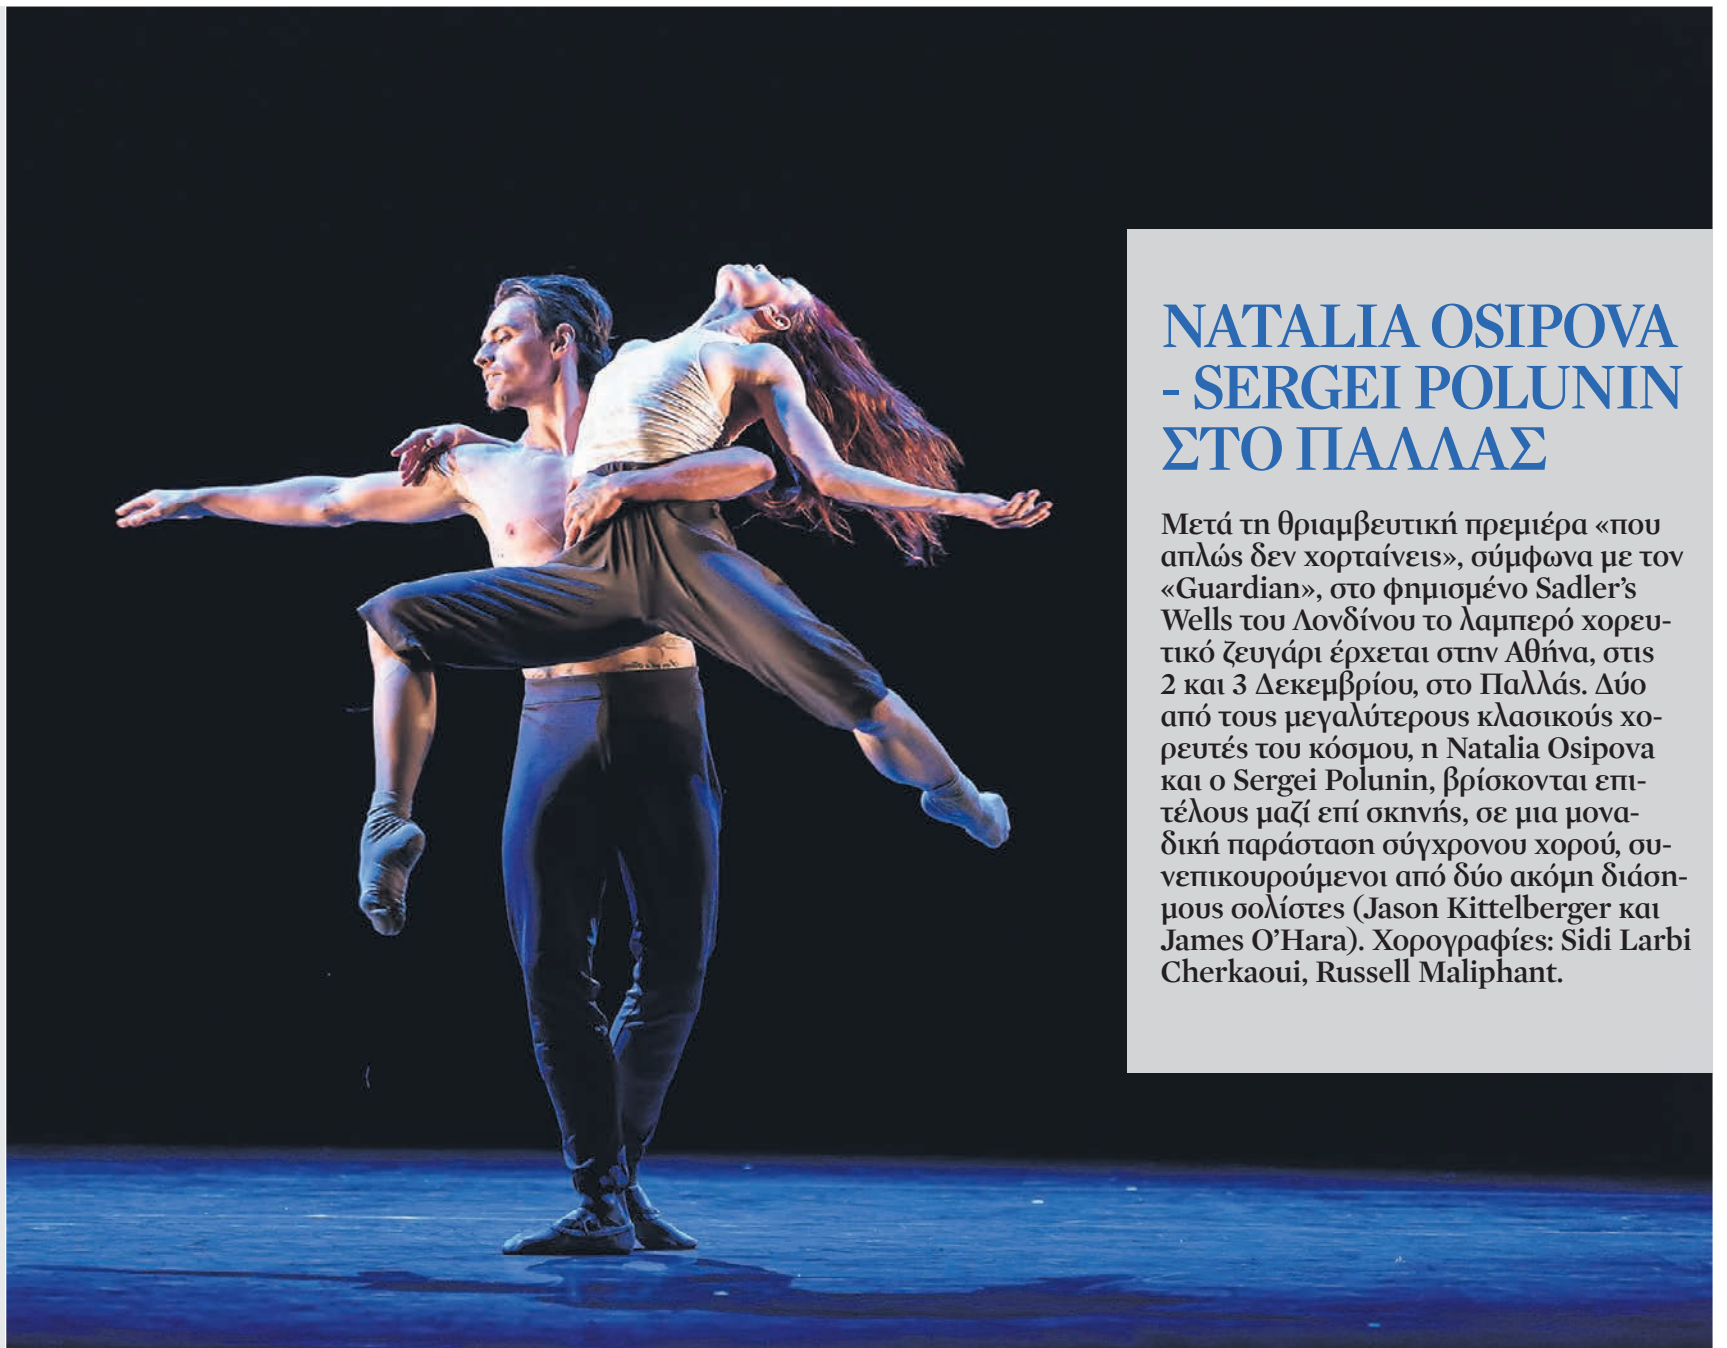 NATALIA OSIPOVA
- SERGEI POLUNIN
ΣΤΟ ΠΑΛΛΑΣ
Μετά τη θριαμβευτική πρεμιέρα «που
απλώς δεν χορταίνεις», σύμφωνα με τον
«Guardian», στο φημισμένο Sadler’s
Wells του Λονδίνου το λαμπερό χορευ-
τικό ζευγάρι έρχεται στην Αθήνα, στις
2 και 3 Δεκεμβρίου, στο Παλλάς. Δύο
από τους μεγαλύτερους κλασικούς χο-
ρευτές του κόσμου, η Natalia Osipova
και ο Sergei Polunin, βρίσκονται επι-
τέλους μαζί επί σκηνής, σε μια μονα-
δική παράσταση σύγχρονου χορού, συ-
νεπικουρούμενοι από δύο ακόμη διάση-
μους σολίστες (Jason Kittelberger και
James O’Hara). Χορογραφίες: Sidi Larbi
Cherkaoui, Russell Maliphant.